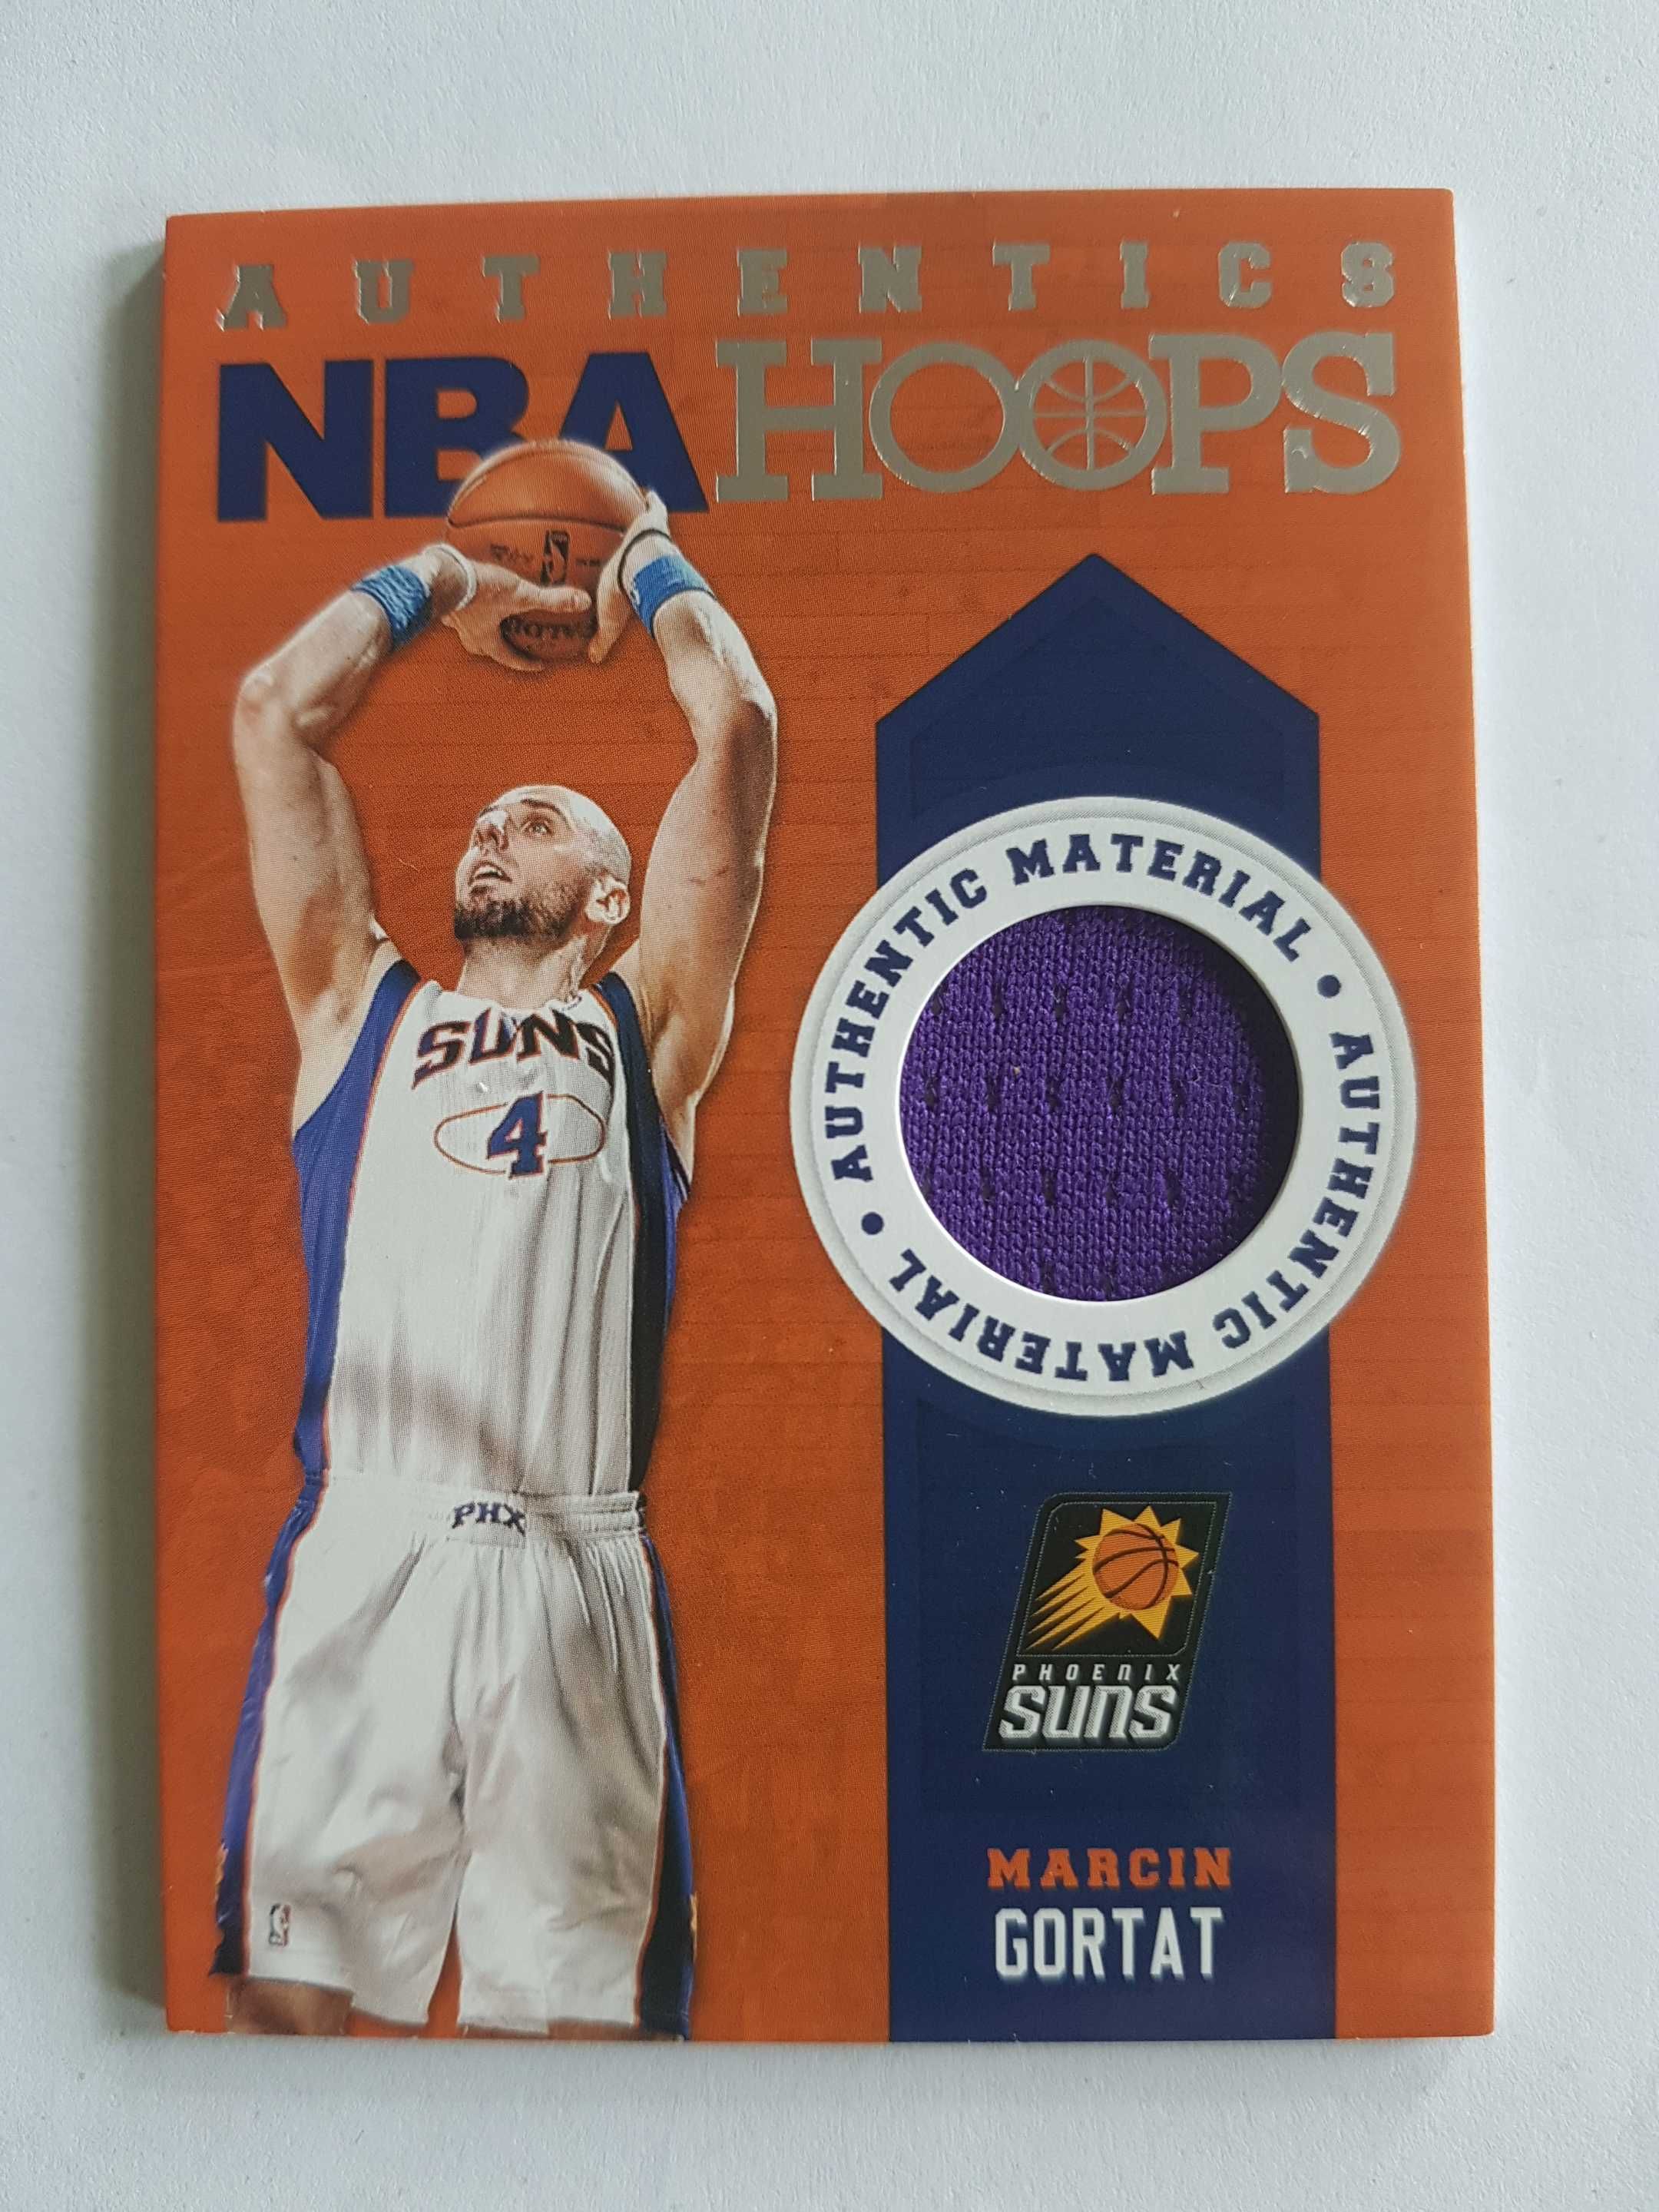 AUTHENTICS
NBA HOOPS
SUNS
4
PHX
AUTHENTIC MATERIAL • AUTHENTIC MATERIAL •
PHOENIX
SUNS
MARCIN
GORTAT